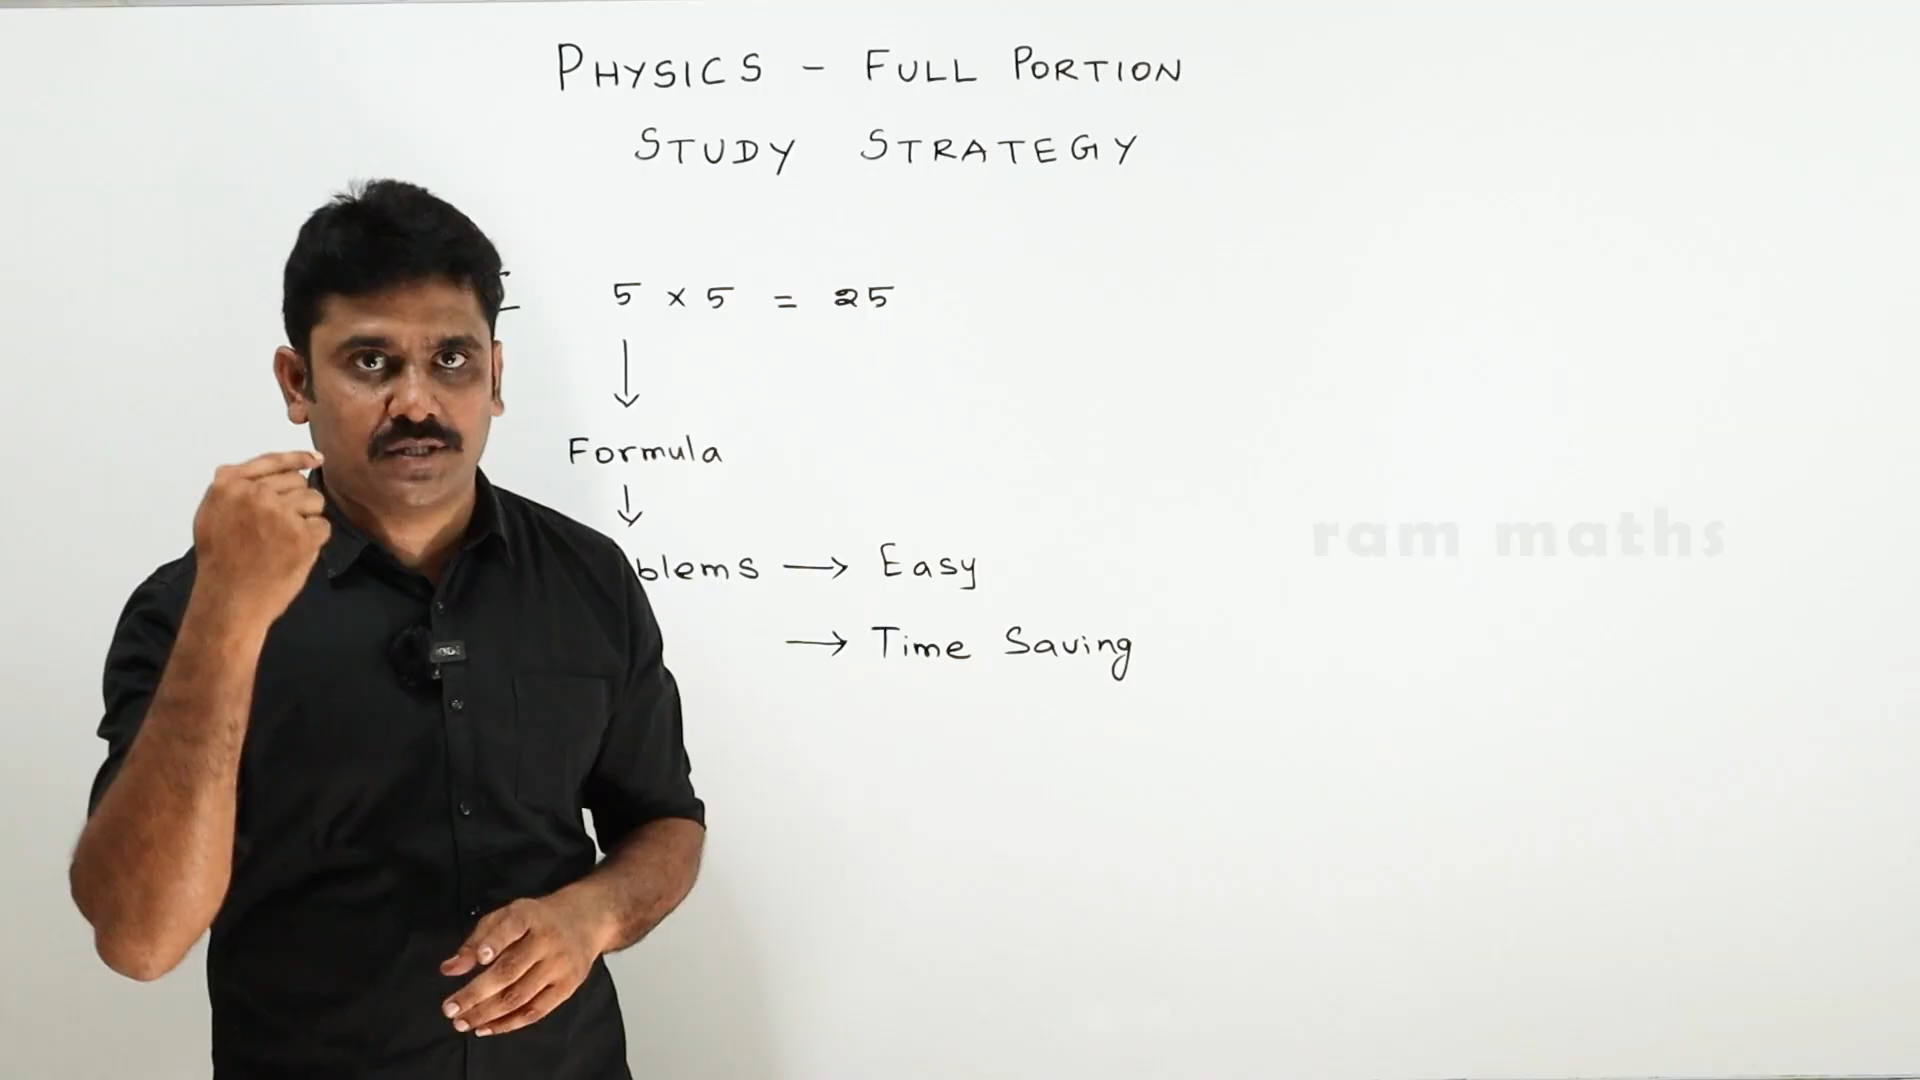 PHYSICS - FULL PORTION
STUDY STRATEGY
5 × 5 = 25
↓
Formula
↓
blems → Easy
→ Time Saving
ram maths